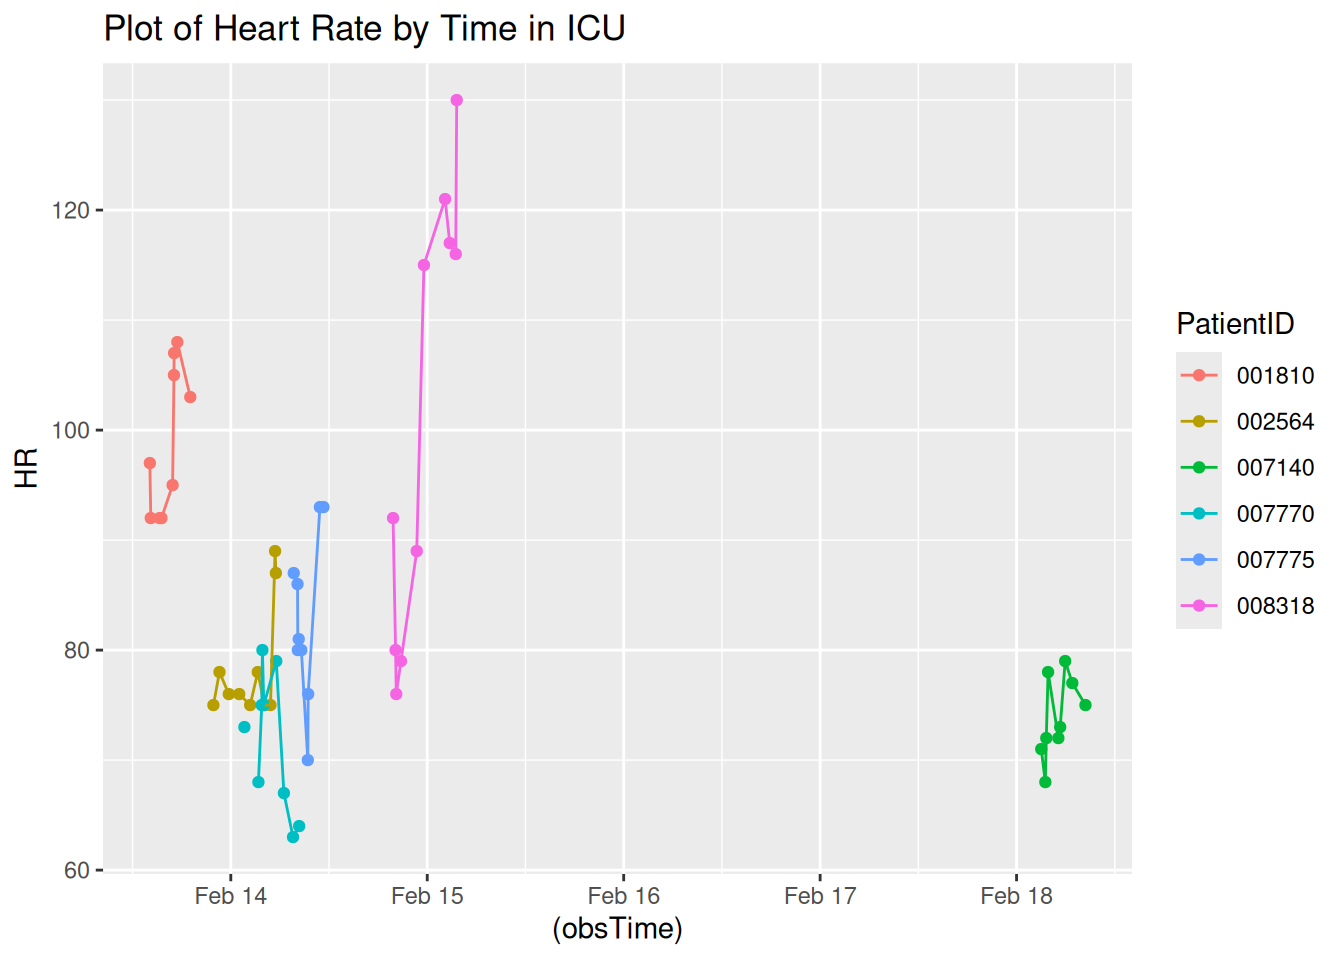 Plot of Heart Rate by Time in ICU
120
100
80
60
HR
Feb 14 Feb 15 Feb 16 Feb 17 Feb 18
(obsTime)
PatientID
001810
002564
007140
007770
007775
008318